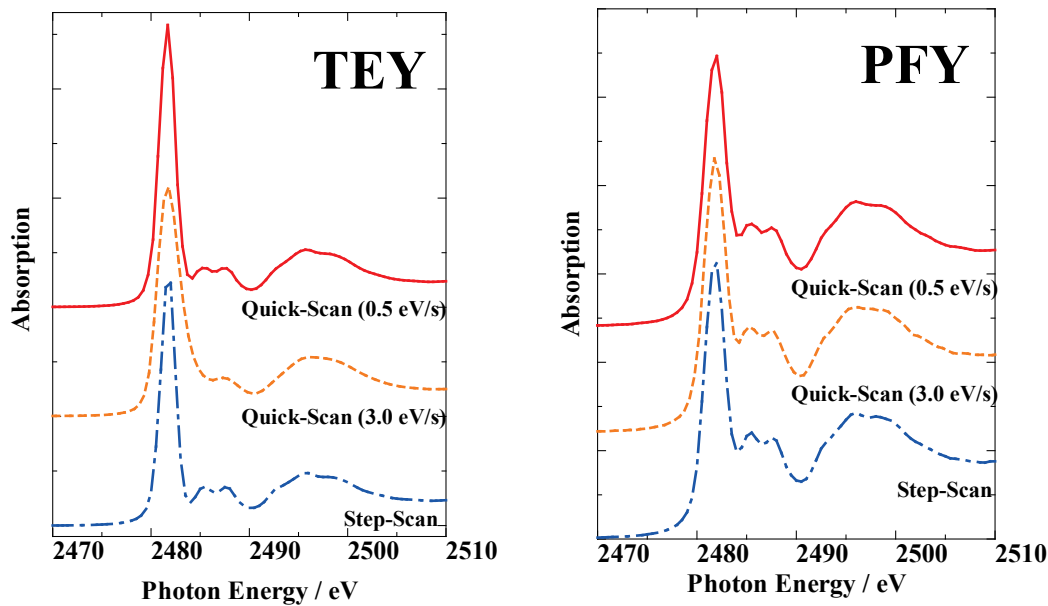 TEY
Absorption
Quick-Scan (0.5 eV/s)
Quick-Scan (3.0 eV/s)
Step-Scan
2470 2480 2490 2500 2510
Photon Energy / eV
PFY
Absorption
Quick-Scan (0.5 eV/s)
Quick-Scan (3.0 eV/s)
Step-Scan
2470 2480 2490 2500 2510
Photon Energy / eV